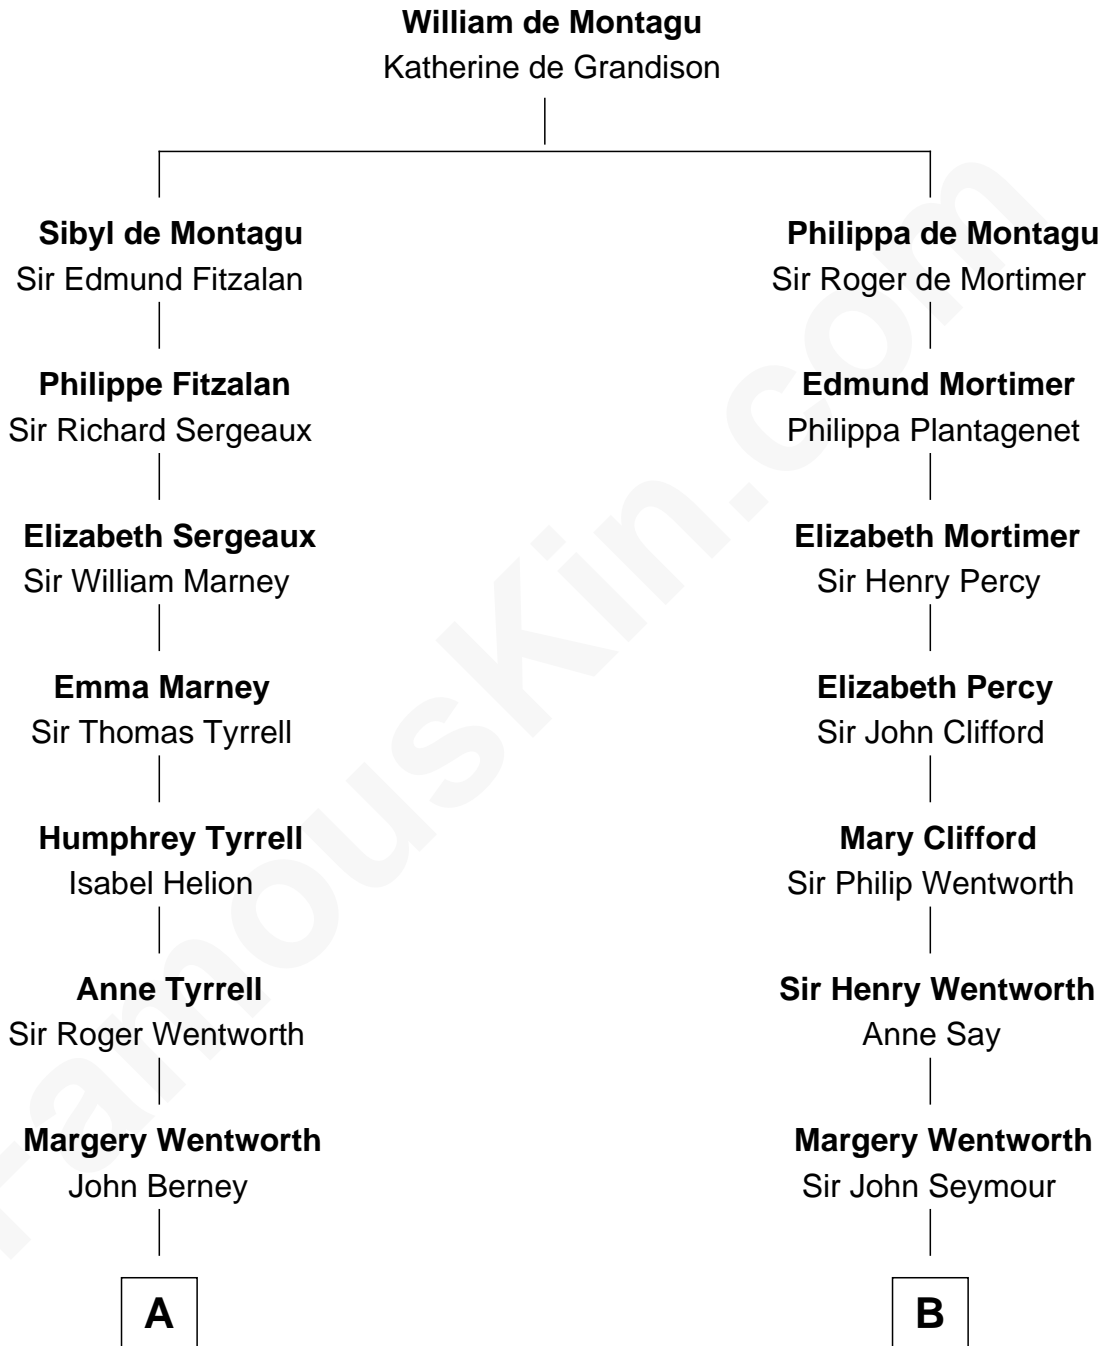 William de Montagu
Katherine de Grandison
Sibyl de Montagu
Sir Edmund Fitzalan
Philippa de Montagu
Sir Roger de Mortimer
Philippe Fitzalan
Sir Richard Sergeaux
Edmund Mortimer
Philippa Plantagenet
Elizabeth Sergeaux
Sir William Marney
Elizabeth Mortimer
Sir Henry Percy
Emma Marney
Sir Thomas Tyrrell
Elizabeth Percy
Sir John Clifford
Humphrey Tyrrell
Isabel Helion
Mary Clifford
Sir Philip Wentworth
Anne Tyrrell
Sir Roger Wentworth
Sir Henry Wentworth
Anne Say
Margery Wentworth
John Berney
Margery Wentworth
Sir John Seymour
A
B
FamousKin.com